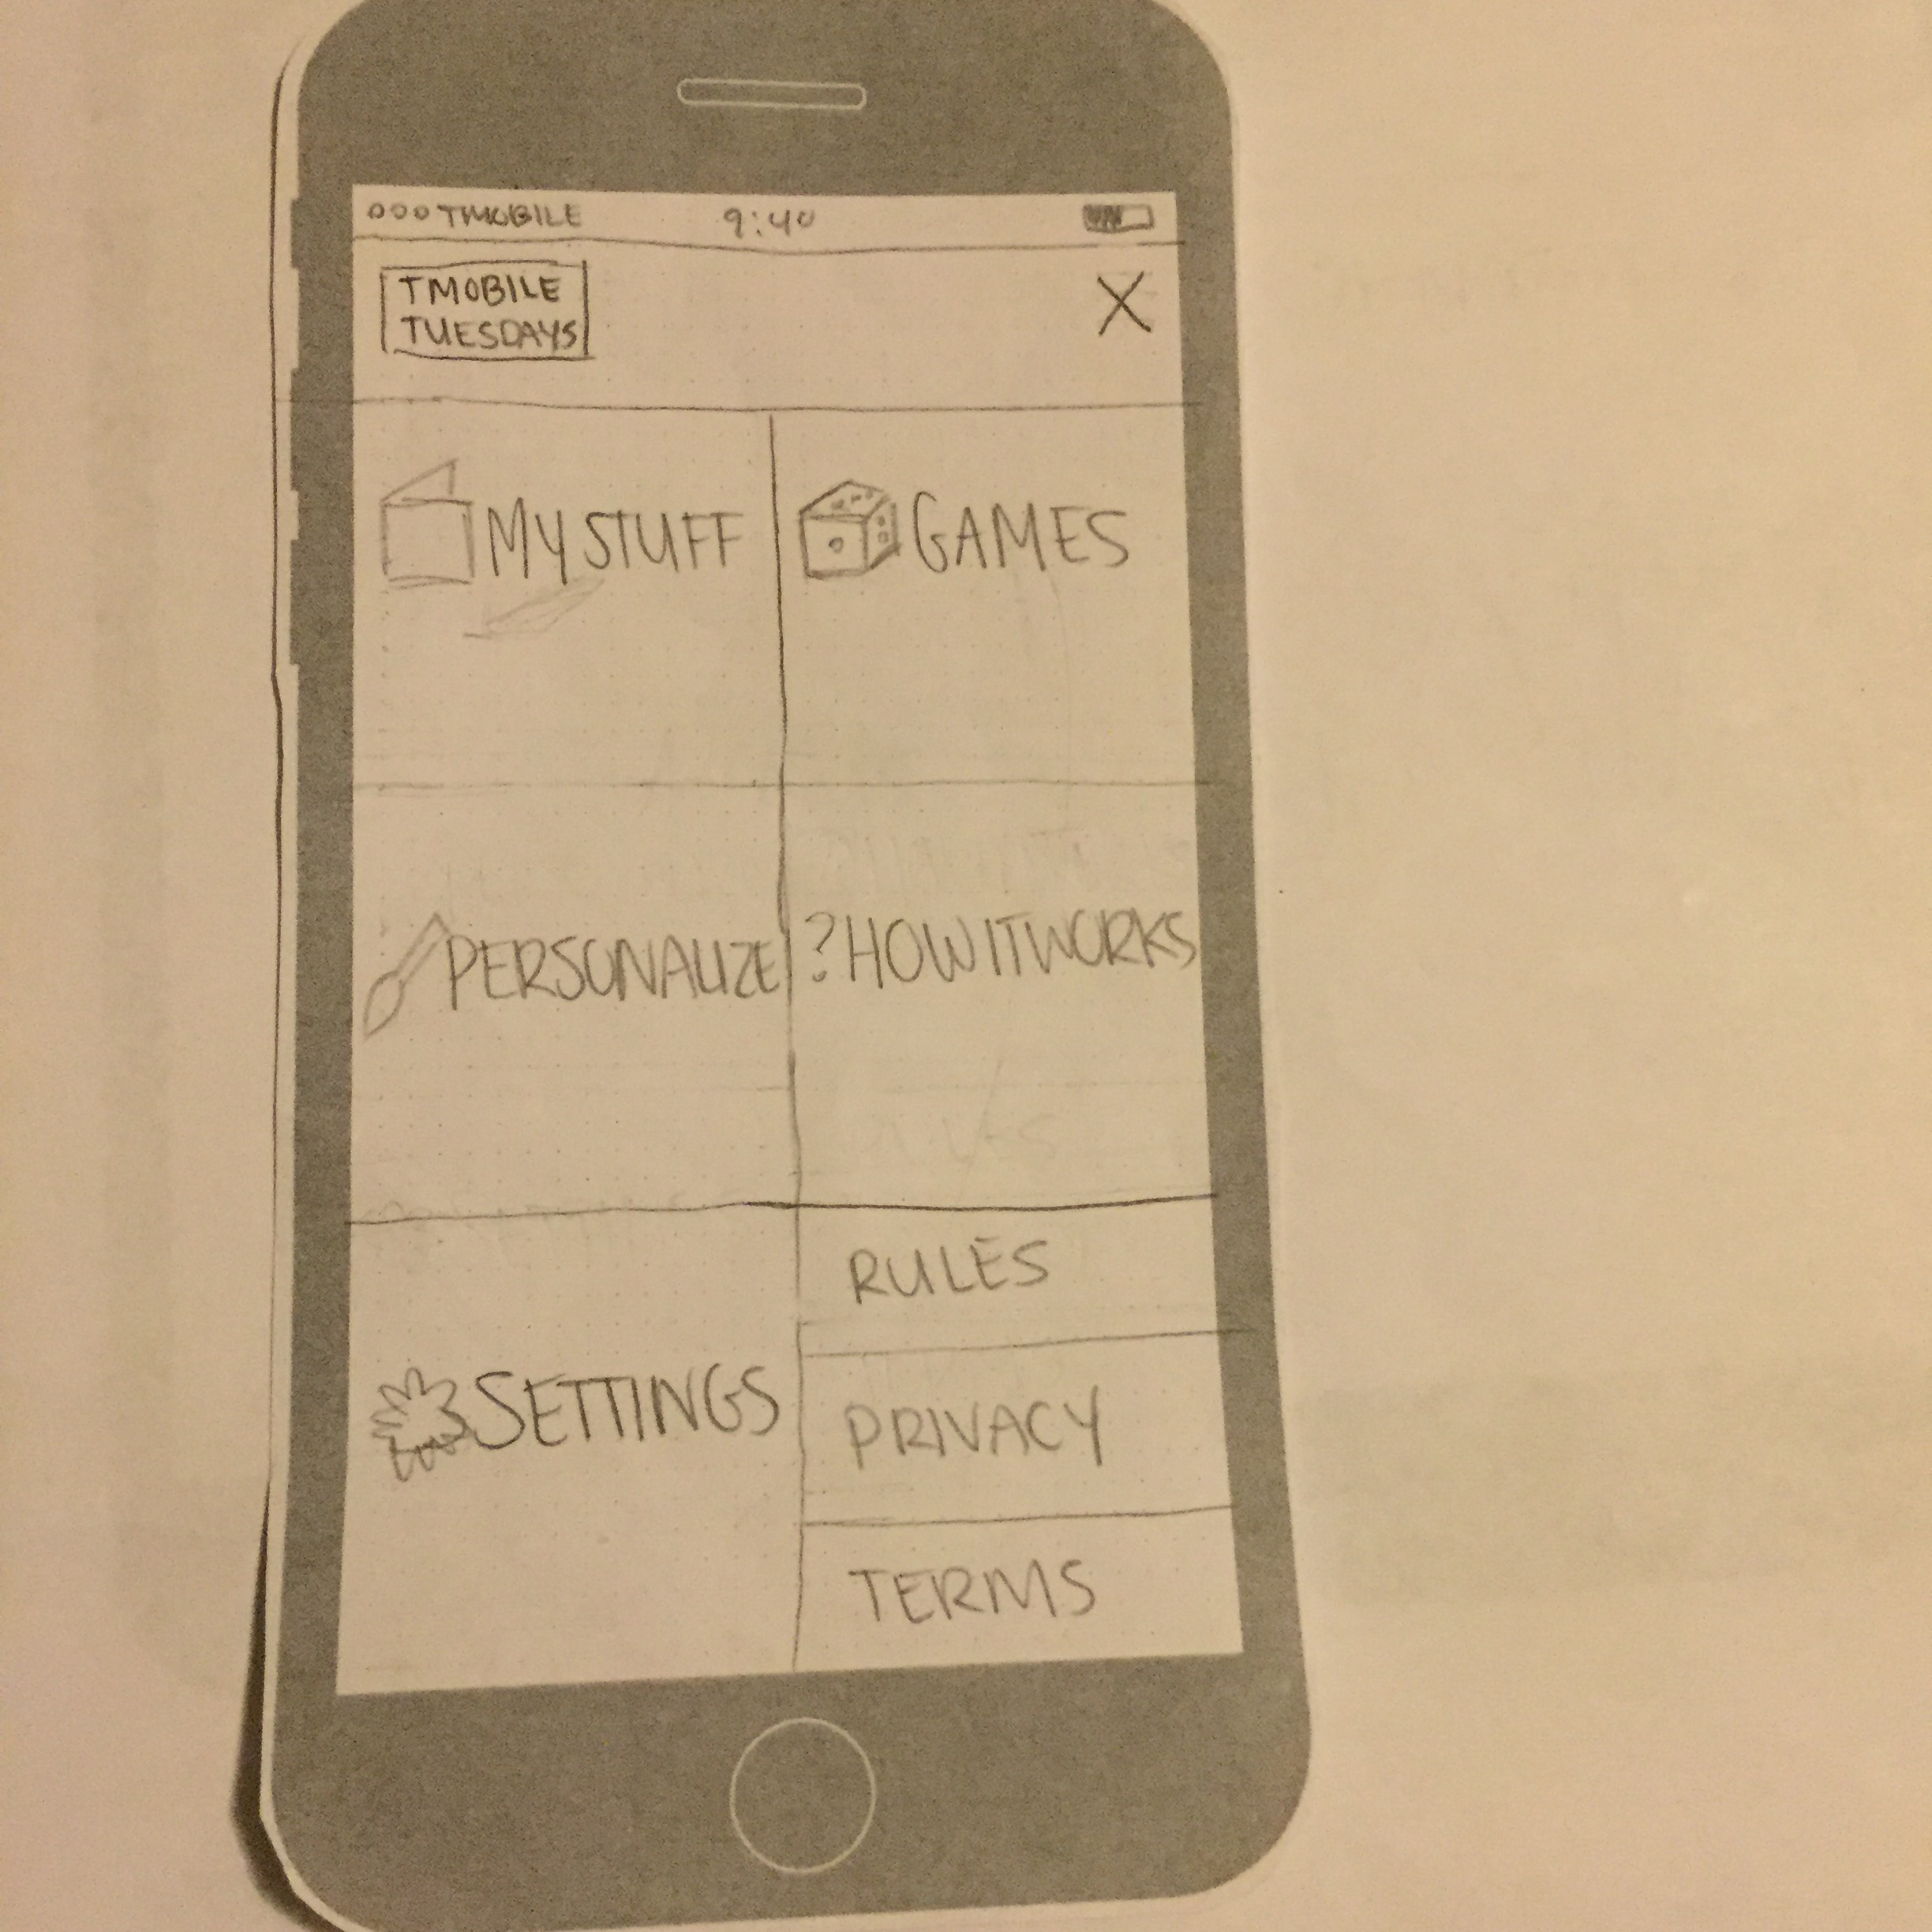 ooo TMOBILE 9:40
TMOBILE
TUESDAYS
X
MY STUFF
GAMES
PERSONALIZE
? HOW IT WORKS
SETTINGS
RULES
PRIVACY
TERMS